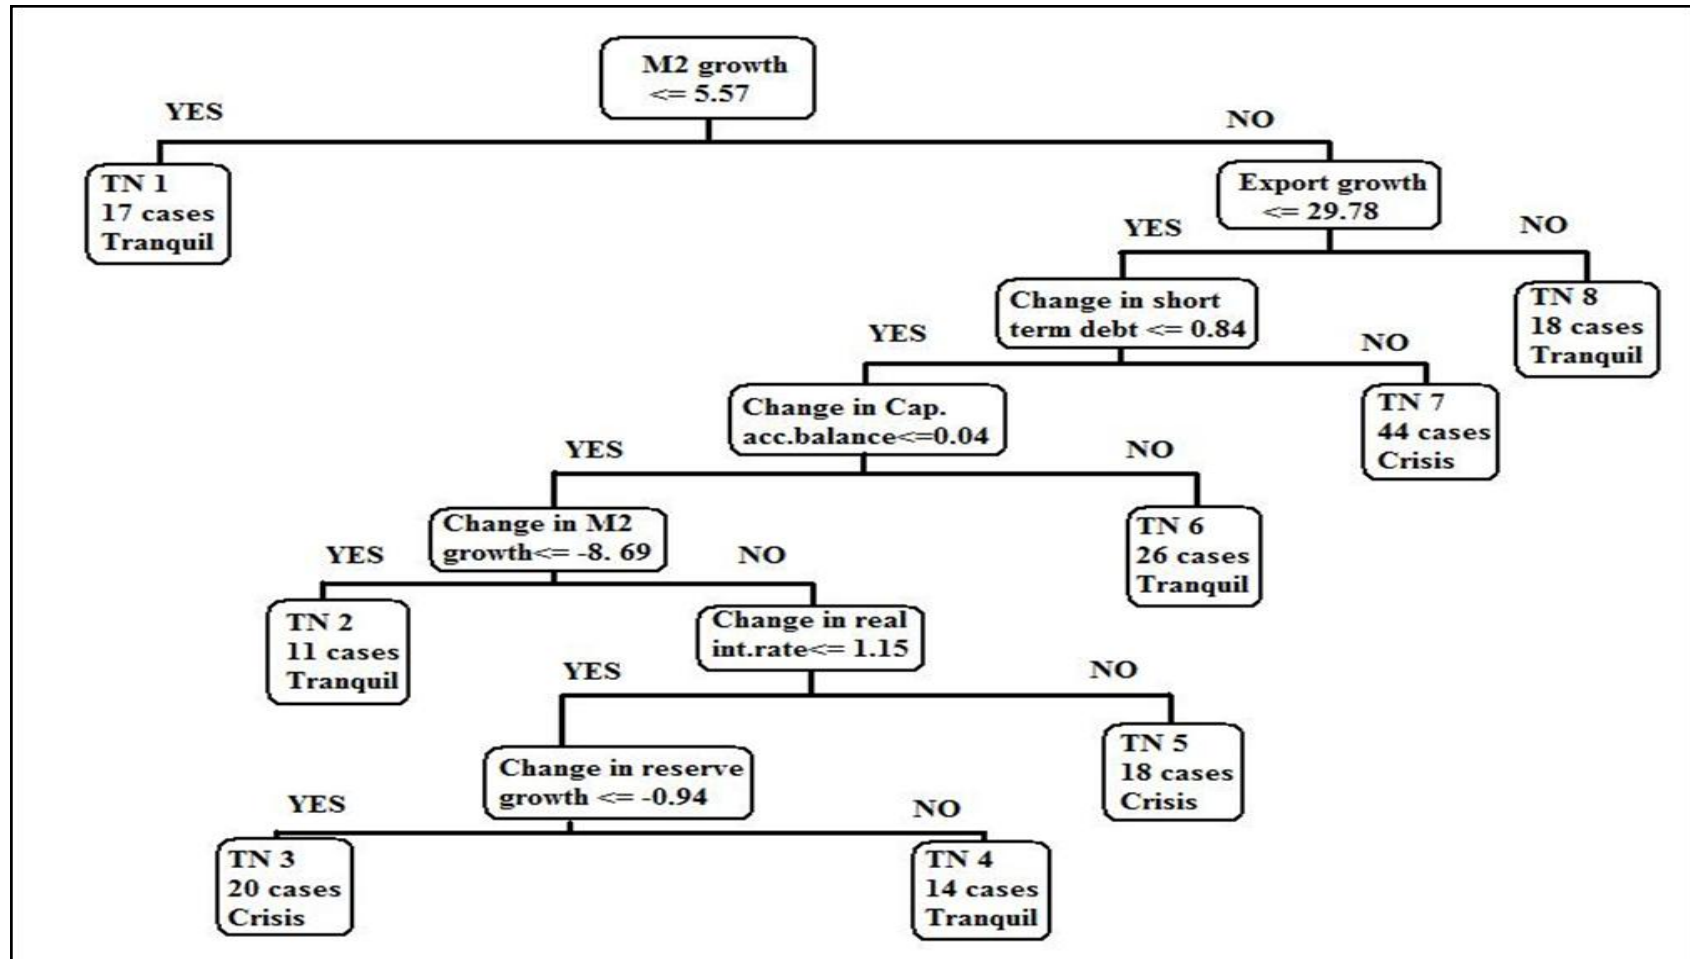 M2 growth
<= 5.57
YES
NO
TN 1
17 cases
Tranquil
Export growth
<= 29.78
YES
NO
Change in short
term debt <= 0.84
TN 8
18 cases
Tranquil
YES
NO
Change in Cap.
acc.balance<=0.04
TN 7
44 cases
Crisis
YES
NO
Change in M2
growth<= -8. 69
TN 6
26 cases
Tranquil
YES
NO
TN 2
11 cases
Tranquil
Change in real
int.rate<= 1.15
YES
NO
Change in reserve
growth <= -0.94
TN 5
18 cases
Crisis
YES
NO
TN 3
20 cases
Crisis
TN 4
14 cases
Tranquil